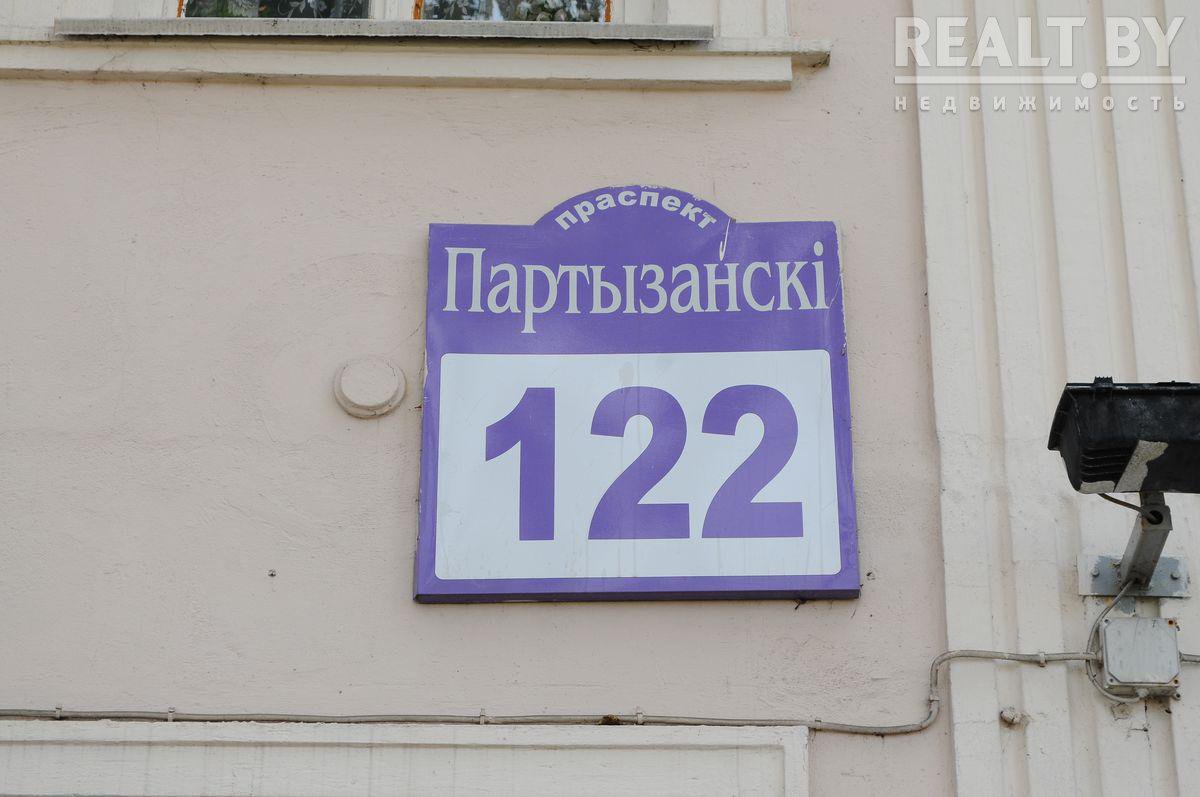 REALT.BY
НЕДВИЖИМОСТЬ
праспект
Партызанскі
122